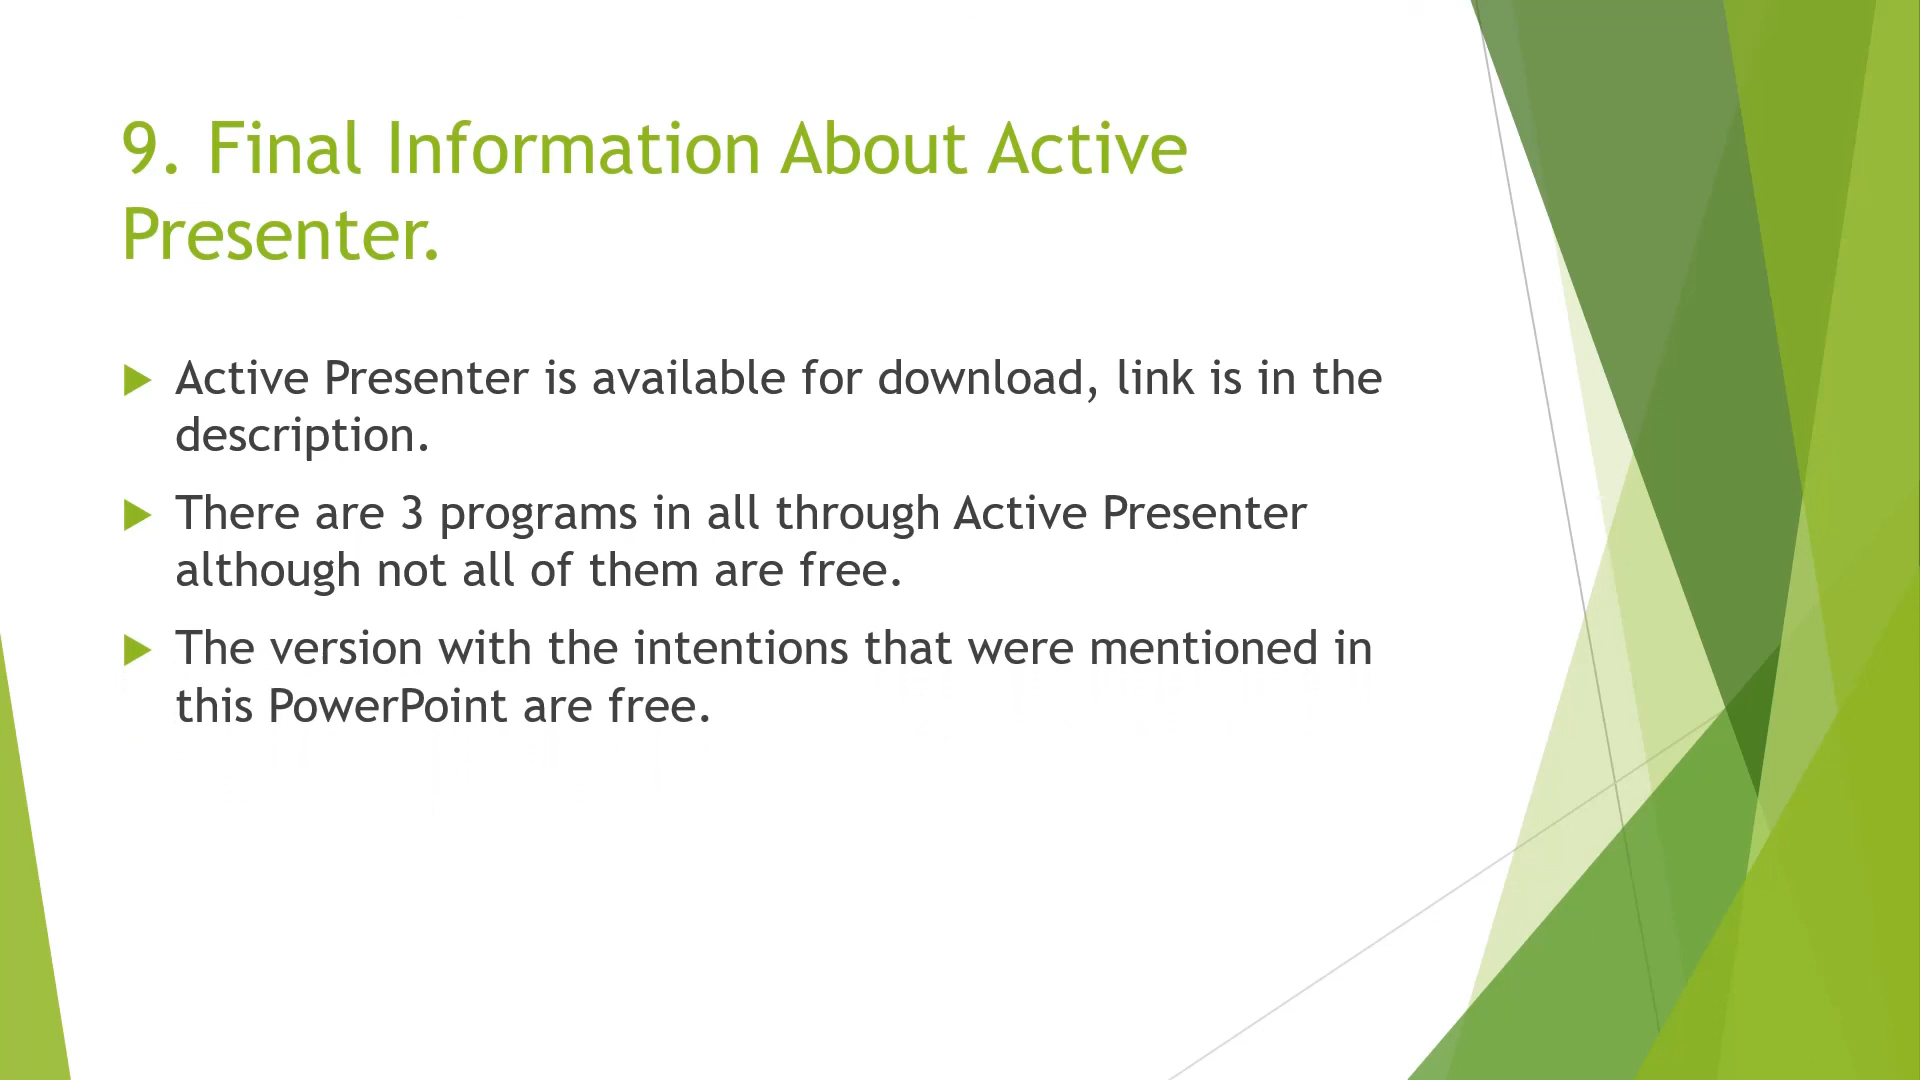 9. Final Information About Active
Presenter.
Active Presenter is available for download, link is in the
description.
There are 3 programs in all through Active Presenter
although not all of them are free.
The version with the intentions that were mentioned in
this PowerPoint are free.